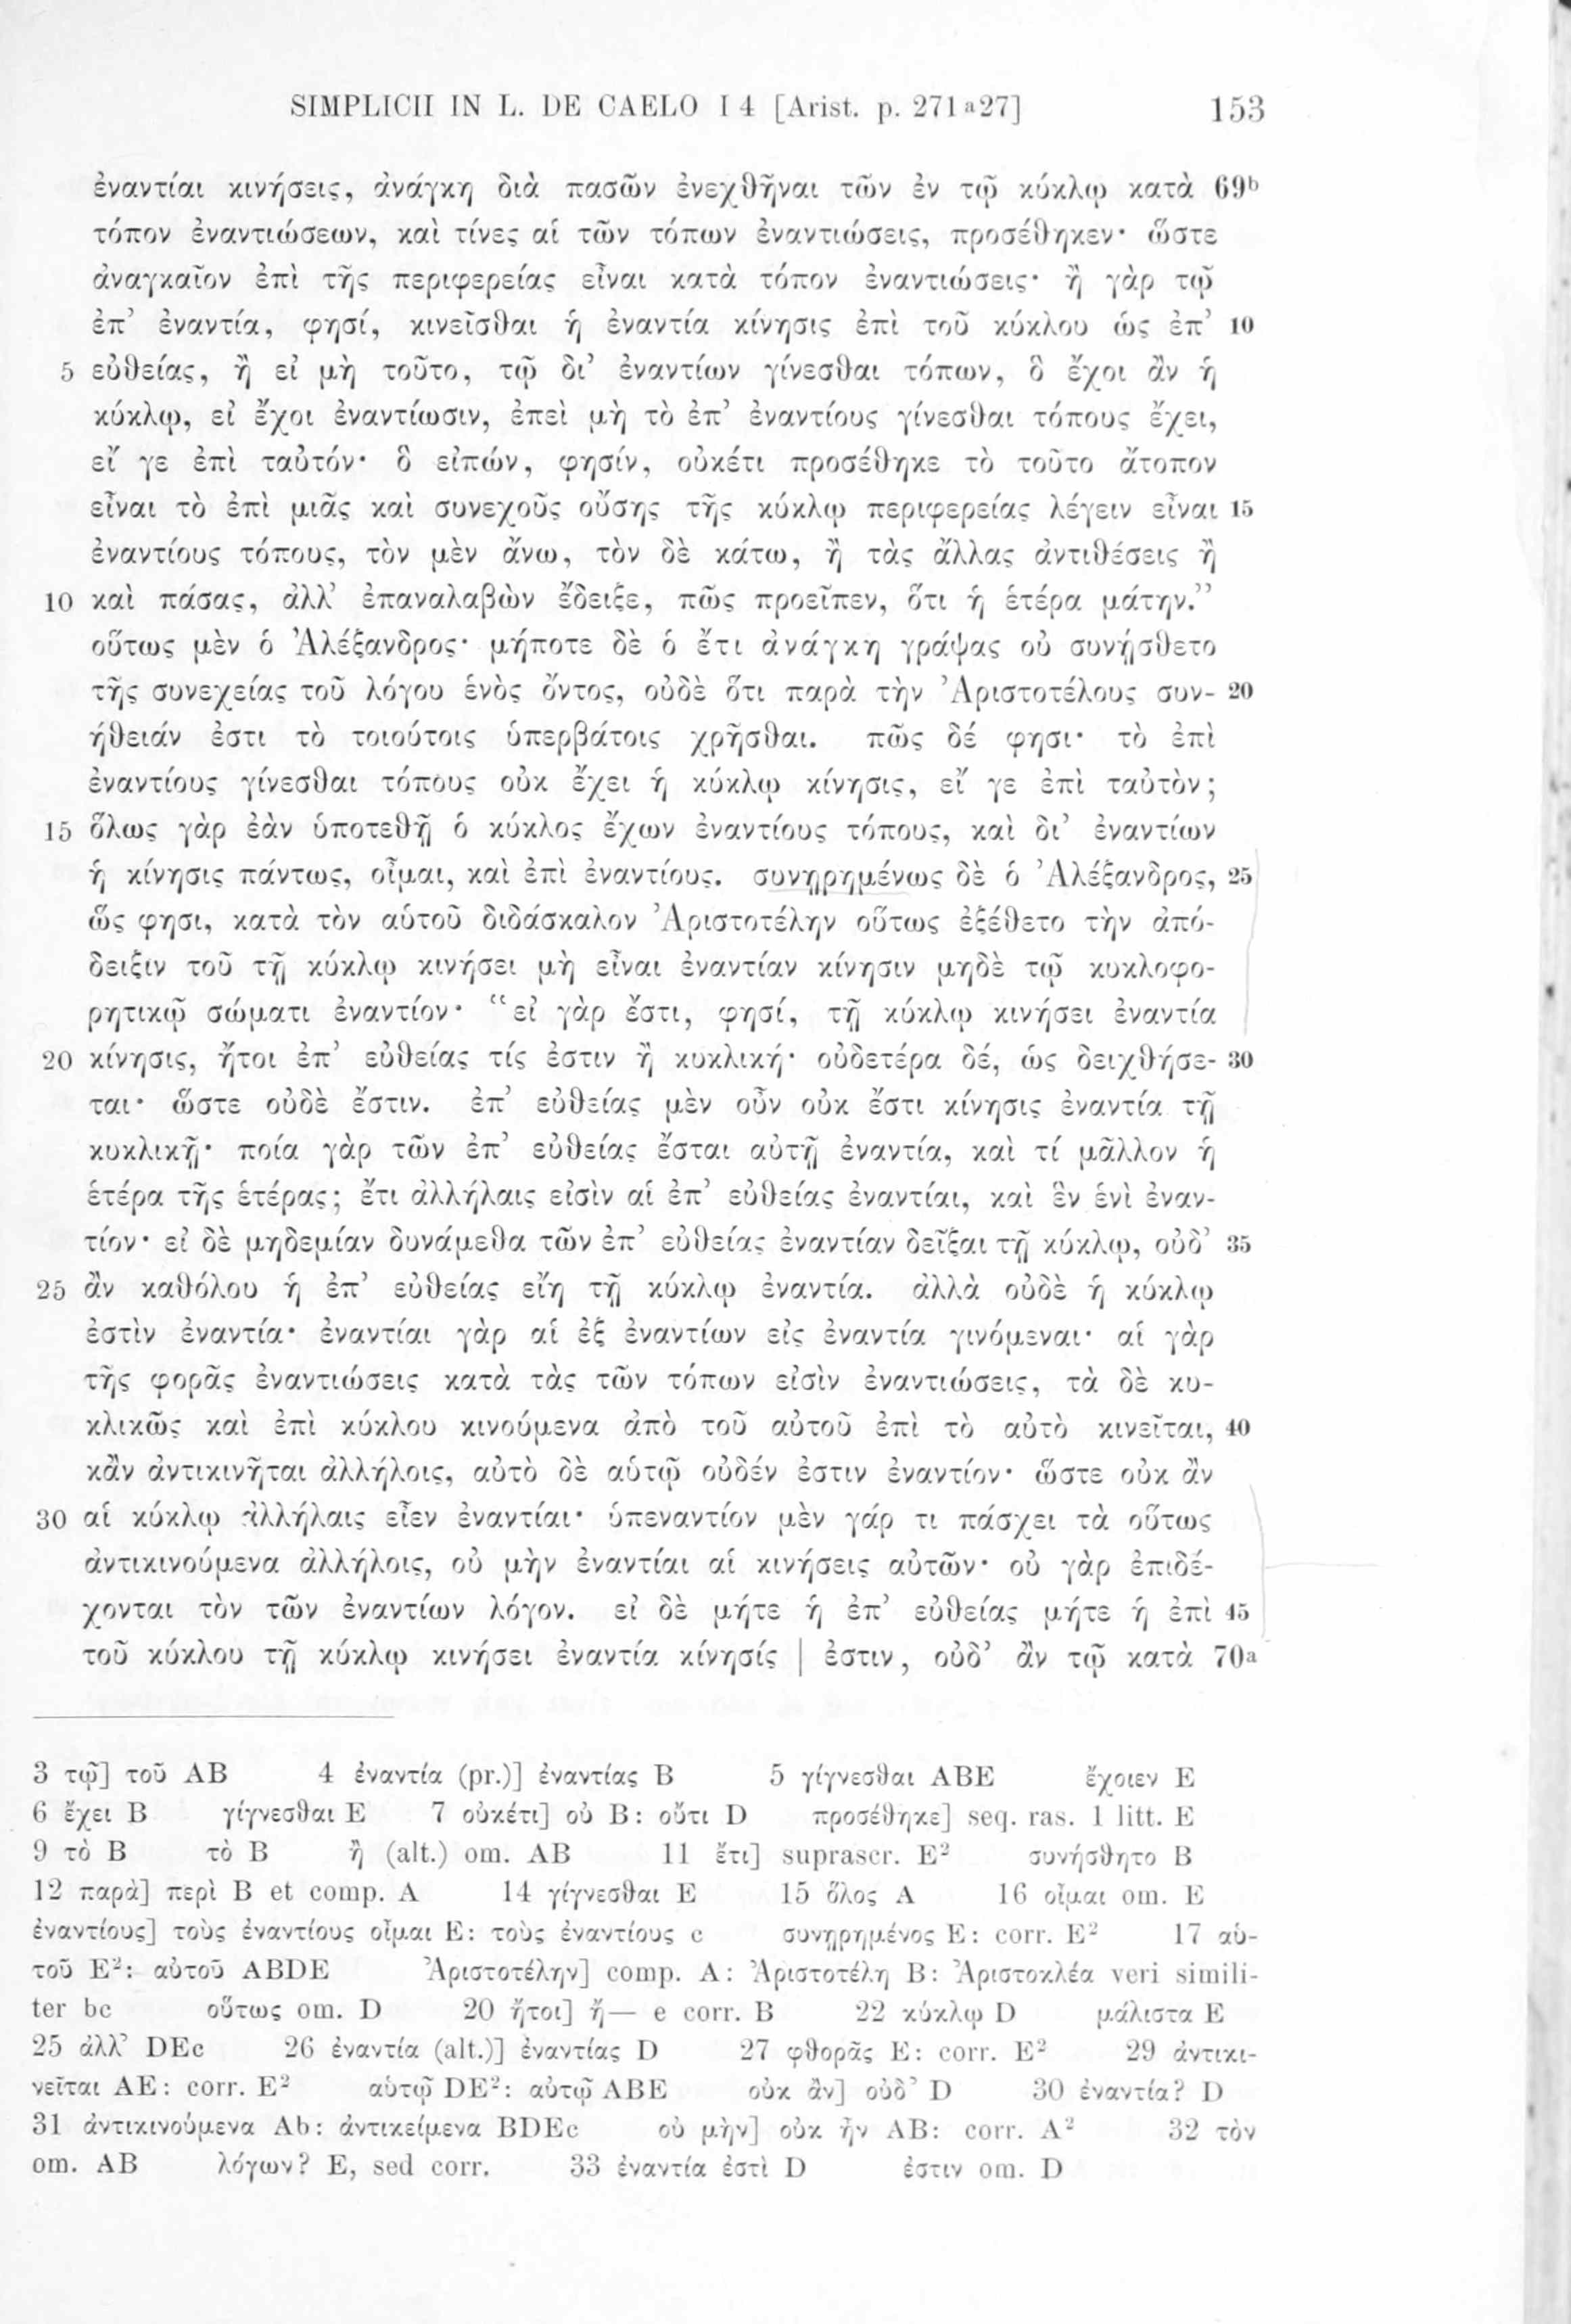 SIMPLICII IN L. DE CAELO I 4 [Arist. p. 271ᵃ27] 153
ἐναντίαι κινήσεις, ἀνάγκη διὰ πασῶν ἐνεχθῆναι τῶν ἐν τῷ κύκλῳ κατὰ 69ᵇ
τόπον ἐναντιώσεων, καὶ τίνες αἱ τῶν τόπων ἐναντιώσεις, προσέθηκεν· ὥστε
ἀναγκαῖον ἐπὶ τῆς περιφερείας εἶναι κατὰ τόπον ἐναντιώσεις· ἢ γὰρ τῷ
ἐπ’ ἐναντία, φησί, κινεῖσθαι ἡ ἐναντία κίνησις ἐπὶ τοῦ κύκλου ὡς ἐπ’ 10
5 εὐθείας, ἢ εἰ μὴ τοῦτο, τῷ δι’ ἐναντίων γίνεσθαι τόπων, ὃ ἔχοι ἂν ἡ
κύκλῳ, εἰ ἔχοι ἐναντίωσιν, ἐπεὶ μὴ τὸ ἐπ’ ἐναντίους γίνεσθαι τόπους ἔχει,
εἴ γε ἐπὶ ταὐτόν· ὃ εἰπών, φησίν, οὐκέτι προσέθηκε τὸ τοῦτο ἄτοπον
εἶναι τὸ ἐπὶ μιᾶς καὶ συνεχοῦς οὔσης τῆς κύκλῳ περιφερείας λέγειν εἶναι 15
ἐναντίους τόπους, τὸν μὲν ἄνω, τὸν δὲ κάτω, ἢ τὰς ἄλλας ἀντιθέσεις ἢ
10 καὶ πάσας, ἀλλ’ ἐπαναλαβὼν ἔδειξε, πῶς προεῖπεν, ὅτι ἡ ἑτέρα μάτην.”
οὕτως μὲν ὁ Ἀλέξανδρος· μήποτε δὲ ὁ ἔτι ἀνάγκη γράψας οὐ συνῄσθετο
τῆς συνεχείας τοῦ λόγου ἑνὸς ὄντος, οὐδὲ ὅτι παρὰ τὴν Ἀριστοτέλους συν- 20
ήθειάν ἐστι τὸ τοιούτοις ὑπερβάτοις χρῆσθαι. πῶς δέ φησι· τὸ ἐπὶ
ἐναντίους γίνεσθαι τόπους οὐκ ἔχει ἡ κύκλῳ κίνησις, εἴ γε ἐπὶ ταὐτὸν;
15 ὅλως γὰρ ἐὰν ὑποτεθῇ ὁ κύκλος ἔχων ἐναντίους τόπους, καὶ δι’ ἐναντίων
ἡ κίνησις πάντως, οἶμαι, καὶ ἐπὶ ἐναντίους. συνῃρημένως δὲ ὁ Ἀλέξανδρος, 25
ὥς φησι, κατὰ τὸν αὑτοῦ διδάσκαλον Ἀριστοτέλην οὕτως ἐξέθετο τὴν ἀπό-
δειξιν τοῦ τῇ κύκλῳ κινήσει μὴ εἶναι ἐναντίαν κίνησιν μηδὲ τῷ κυκλοφο-
ρητικῷ σώματι ἐναντίον· “εἰ γὰρ ἔστι, φησί, τῇ κύκλῳ κινήσει ἐναντία
20 κίνησις, ἤτοι ἐπ’ εὐθείας τίς ἐστιν ἢ κυκλική· οὐδετέρα δέ, ὡς δειχθήσε- 30
ται· ὥστε οὐδὲ ἔστιν. ἐπ’ εὐθείας μὲν οὖν οὐκ ἔστι κίνησις ἐναντία τῇ
κυκλικῇ· ποία γὰρ τῶν ἐπ’ εὐθείας ἔσται αὐτῇ ἐναντία, καὶ τί μᾶλλον ἡ
ἑτέρα τῆς ἑτέρας; ἔτι ἀλλήλαις εἰσὶν αἱ ἐπ’ εὐθείας ἐναντίαι, καὶ ἓν ἑνὶ ἐναν-
τίον· εἰ δὲ μηδεμίαν δυνάμεθα τῶν ἐπ’ εὐθείας ἐναντίαν δεῖξαι τῇ κύκλῳ, οὐδ’ 35
25 ἂν καθόλου ἡ ἐπ’ εὐθείας εἴη τῇ κύκλῳ ἐναντία. ἀλλὰ οὐδὲ ἡ κύκλῳ
ἐστὶν ἐναντία· ἐναντίαι γὰρ αἱ ἐξ ἐναντίων εἰς ἐναντία γινόμεναι· αἱ γὰρ
τῆς φορᾶς ἐναντιώσεις κατὰ τὰς τῶν τόπων εἰσὶν ἐναντιώσεις, τὰ δὲ κυ-
κλικῶς καὶ ἐπὶ κύκλου κινούμενα ἀπὸ τοῦ αὐτοῦ ἐπὶ τὸ αὐτὸ κινεῖται, 40
κἂν ἀντικινῆται ἀλλήλοις, αὐτὸ δὲ αὑτῷ οὐδέν ἐστιν ἐναντίον· ὥστε οὐκ ἂν
30 αἱ κύκλῳ ἀλλήλαις εἶεν ἐναντίαι· ὑπεναντίον μὲν γάρ τι πάσχει τὰ οὕτως
ἀντικινούμενα ἀλλήλοις, οὐ μὴν ἐναντίαι αἱ κινήσεις αὐτῶν· οὐ γὰρ ἐπιδέ-
χονται τὸν τῶν ἐναντίων λόγον. εἰ δὲ μήτε ἡ ἐπ’ εὐθείας μήτε ἡ ἐπὶ 45
τοῦ κύκλου τῇ κύκλῳ κινήσει ἐναντία κίνησίς | ἐστιν, οὐδ’ ἂν τῷ κατὰ 70ᵃ
3 τῷ] τοῦ AB 4 ἐναντία (pr.)] ἐναντίας B 5 γίγνεσθαι ABE ἔχοιεν E
6 ἔχει B γίγνεσθαι E 7 οὐκέτι] οὐ B: οὔτι D προσέθηκε] seq. ras. 1 litt. E
9 τὸ B τὸ B ἢ (alt.) om. AB 11 ἔτι] suprascr. E² συνήσθητο B
12 παρὰ] περὶ B et comp. A 14 γίγνεσθαι E 15 ὅλος A 16 οἶμαι om. E
ἐναντίους] τοὺς ἐναντίους οἶμαι E: τοὺς ἐναντίους c συνῃρημένος E: corr. E² 17 αὑ-
τοῦ E²: αὐτοῦ ABDE Ἀριστοτέλην] comp. A: Ἀριστοτέλη B: Ἀριστοκλέα veri simili-
ter bc οὕτως om. D 20 ἤτοι] ἤ— e corr. B 22 κύκλῳ D μάλιστα E
25 ἀλλ’ DEc 26 ἐναντία (alt.)] ἐναντίας D 27 φθορᾶς E: corr. E² 29 ἀντικι-
νεῖται AE: corr. E² αὑτῷ DE²: αὐτῷ ABE οὐκ ἂν] οὐδ’ D 30 ἐναντία? D
31 ἀντικινούμενα Ab: ἀντικείμενα BDEc οὐ μὴν] οὐκ ἦν AB: corr. A² 32 τὸν
om. AB λόγων? E, sed corr. 33 ἐναντία ἐστὶ D ἐστιν om. D